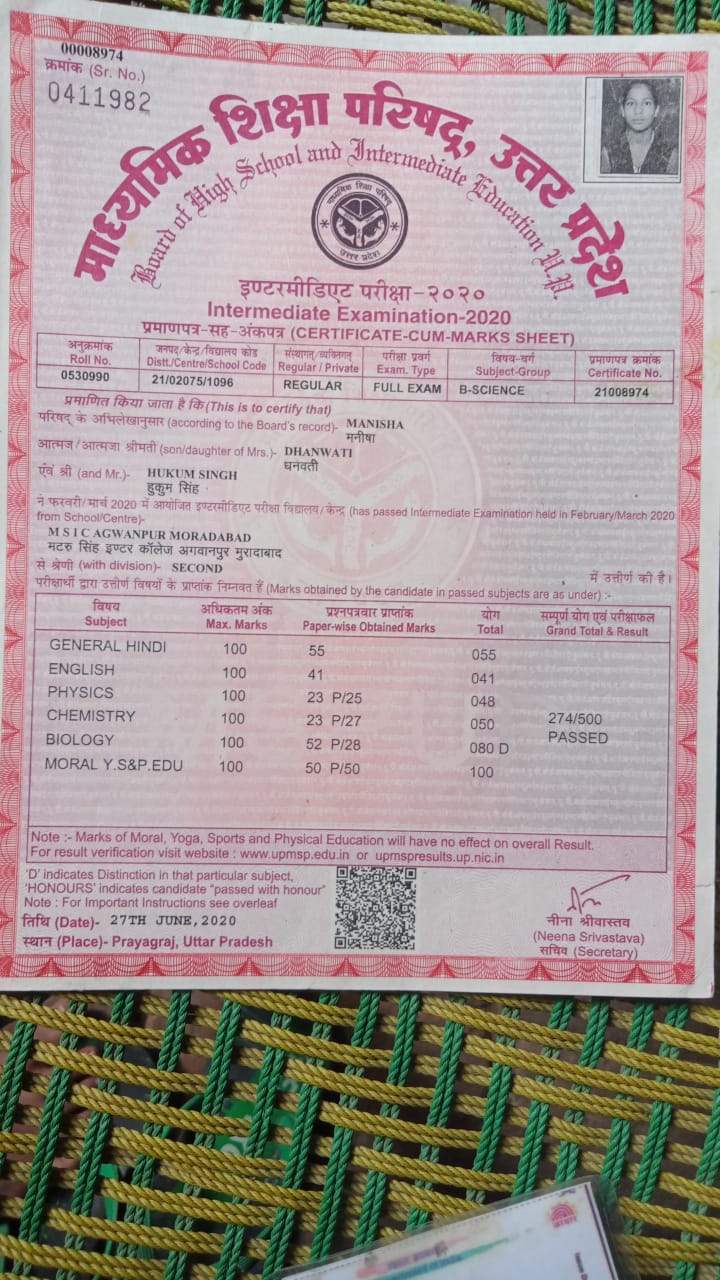 00008974
क्रमांक (Sr. No.)
0411982
माध्यमिक शिक्षा परिषद्, उत्तर प्रदेश
Board of High School and Intermediate Education U.P.
माध्यमिक शिक्षा परिषद्
उत्तर प्रदेश
इण्टरमीडिएट परीक्षा-२०२०
Intermediate Examination-2020
प्रमाणपत्र-सह-अंकपत्र (CERTIFICATE-CUM-MARKS SHEET)
अनुक्रमांक जनपद/केन्द्र/विद्यालय कोड संस्थागत/व्यक्तिगत परीक्षा प्रवर्ग विषय-वर्ग प्रमाणपत्र क्रमांक
Roll No. Distt./Centre/School Code Regular / Private Exam. Type Subject-Group Certificate No.
0530990 21/02075/1096 REGULAR FULL EXAM B-SCIENCE 21008974
प्रमाणित किया जाता है कि (This is to certify that)
परिषद् के अभिलेखानुसार (according to the Board's record)- MANISHA
मनीषा
आत्मज/आत्मजा श्रीमती (son/daughter of Mrs.)- DHANWATI
धनवती
एंव श्री (and Mr.)- HUKUM SINGH
हुकुम सिंह
ने फरवरी/मार्च 2020 में आयोजित इण्टरमीडिएट परीक्षा विद्यालय/केन्द्र (has passed Intermediate Examination held in February/March 2020
from School/Centre)-
M S I C AGWANPUR MORADABAD
मटरु सिंह इण्टर कॉलेज अगवानपुर मुरादाबाद
से श्रेणी (with division)- SECOND में उत्तीर्ण की है।
परीक्षार्थी द्वारा उत्तीर्ण विषयों के प्राप्तांक निम्नवत हैं (Marks obtained by the candidate in passed subjects are as under) :-
विषय अधिकतम अंक प्रश्नपत्रवार प्राप्तांक योग सम्पूर्ण योग एवं परीक्षाफल
Subject Max. Marks Paper-wise Obtained Marks Total Grand Total & Result
GENERAL HINDI 100 55 055
ENGLISH 100 41 041
PHYSICS 100 23 P/25 048
CHEMISTRY 100 23 P/27 050 274/500
BIOLOGY 100 52 P/28 080 D PASSED
MORAL Y.S&P.EDU 100 50 P/50 100
Note :- Marks of Moral, Yoga, Sports and Physical Education will have no effect on overall Result.
For result verification visit website : www.upmsp.edu.in or upmspresults.up.nic.in
'D' indicates Distinction in that particular subject,
'HONOURS' indicates candidate "passed with honour"
Note : For Important Instructions see overleaf
तिथि (Date)- 27TH JUNE,2020
स्थान (Place)- Prayagraj, Uttar Pradesh
नीना श्रीवास्तव
(Neena Srivastava)
सचिव (Secretary)